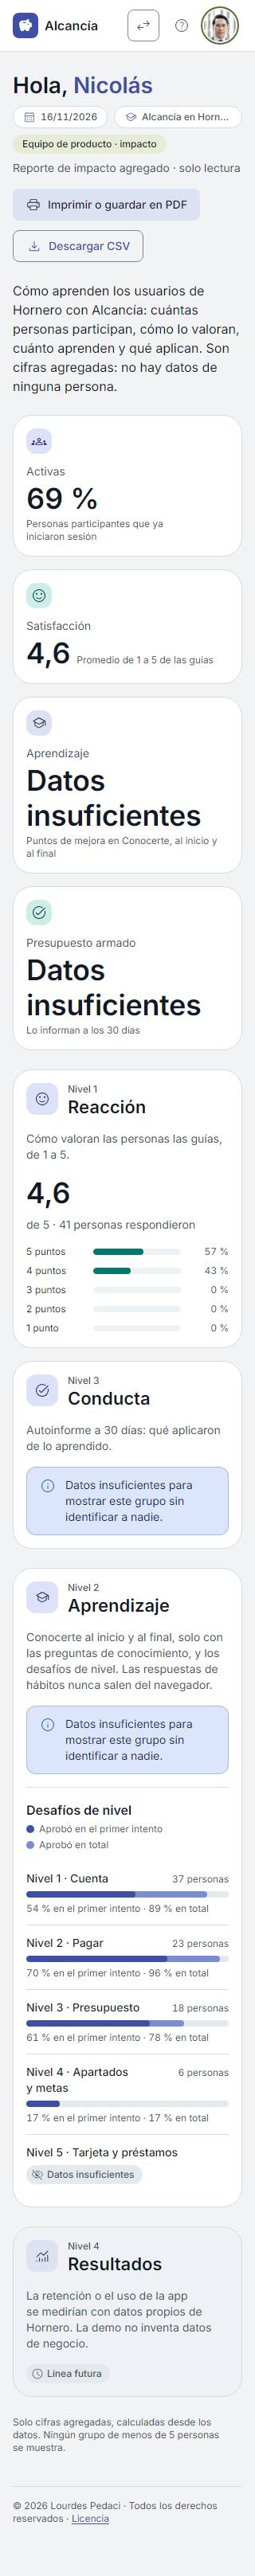 Alcancía
Hola, Nicolás
16/11/2026
Alcancía en Horn...
Equipo de producto · impacto
Reporte de impacto agregado · solo lectura
Imprimir o guardar en PDF
Descargar CSV
Cómo aprenden los usuarios de
Hornero con Alcancía: cuántas
personas participan, cómo lo valoran,
cuánto aprenden y qué aplican. Son
cifras agregadas: no hay datos de
ninguna persona.
Activas
69 %
Personas participantes que ya
iniciaron sesión
Satisfacción
4,6 Promedio de 1 a 5 de las guías
Aprendizaje
Datos
insuficientes
Puntos de mejora en Conocerte, al inicio y
al final
Presupuesto armado
Datos
insuficientes
Lo informan a los 30 días
Nivel 1
Reacción
Cómo valoran las personas las guías,
de 1 a 5.
4,6
de 5 · 41 personas respondieron
5 puntos 57 %
4 puntos 43 %
3 puntos 0 %
2 puntos 0 %
1 punto 0 %
Nivel 3
Conducta
Autoinforme a 30 días: qué aplicaron
de lo aprendido.
Datos insuficientes para
mostrar este grupo sin
identificar a nadie.
Nivel 2
Aprendizaje
Conocerte al inicio y al final, solo con
las preguntas de conocimiento, y los
desafíos de nivel. Las respuestas de
hábitos nunca salen del navegador.
Datos insuficientes para
mostrar este grupo sin
identificar a nadie.
Desafíos de nivel
Aprobó en el primer intento
Aprobó en total
Nivel 1 · Cuenta 37 personas
54 % en el primer intento · 89 % en total
Nivel 2 · Pagar 23 personas
70 % en el primer intento · 96 % en total
Nivel 3 · Presupuesto 18 personas
61 % en el primer intento · 78 % en total
Nivel 4 · Apartados 6 personas
y metas
17 % en el primer intento · 17 % en total
Nivel 5 · Tarjeta y préstamos
Datos insuficientes
Nivel 4
Resultados
La retención o el uso de la app
se medirían con datos propios de
Hornero. La demo no inventa datos
de negocio.
Línea futura
Solo cifras agregadas, calculadas desde los
datos. Ningún grupo de menos de 5 personas
se muestra.
© 2026 Lourdes Pedaci · Todos los derechos
reservados · Licencia